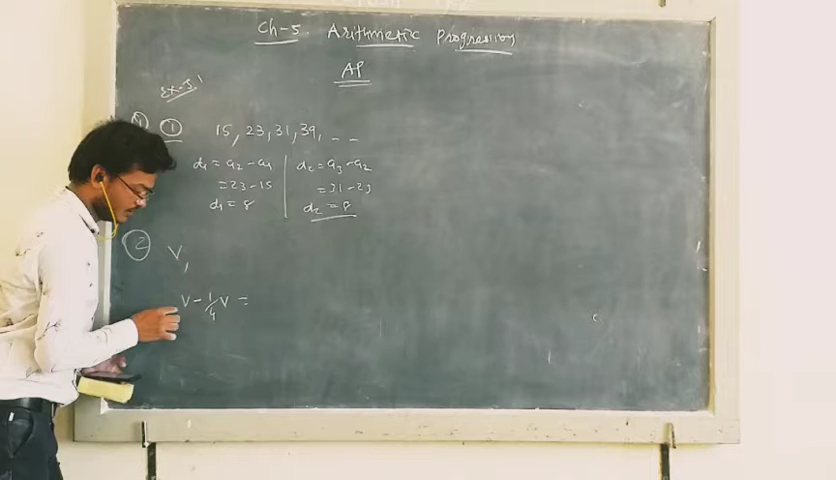 Ch-5. Arithmetic Progression
AP
Ex-5.1
① ① 15, 23, 31, 39, - -
d₁ = a₂ - a₁ | d₂ = a₃ - a₂
= 23 - 15 | = 31 - 23
d₁ = 8 | d₂ = 8
② V,
V - 1/4 V =